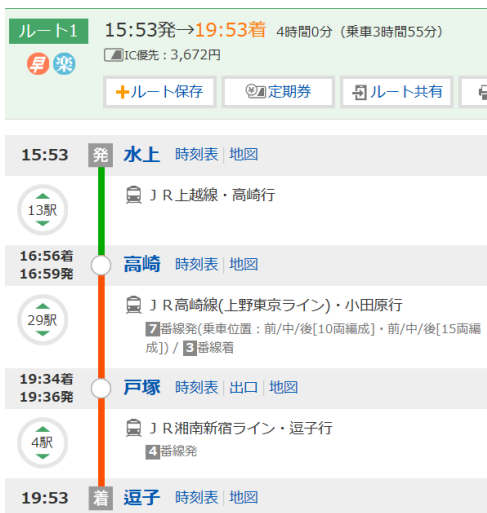 ルート1
15:53発→19:53着 4時間0分（乗車3時間55分）
早 楽
IC優先：3,672円
ルート保存
定期券
ルート共有
15:53 発 水上 時刻表 地図
13駅
ＪＲ上越線・高崎行
16:56着
16:59発
高崎 時刻表 地図
29駅
ＪＲ高崎線(上野東京ライン)・小田原行
7番線発(乗車位置：前/中/後[10両編成]・前/中/後[15両編
成]) / 3番線着
19:34着
19:36発
戸塚 時刻表 出口 地図
4駅
ＪＲ湘南新宿ライン・逗子行
4番線発
19:53 着 逗子 時刻表 地図